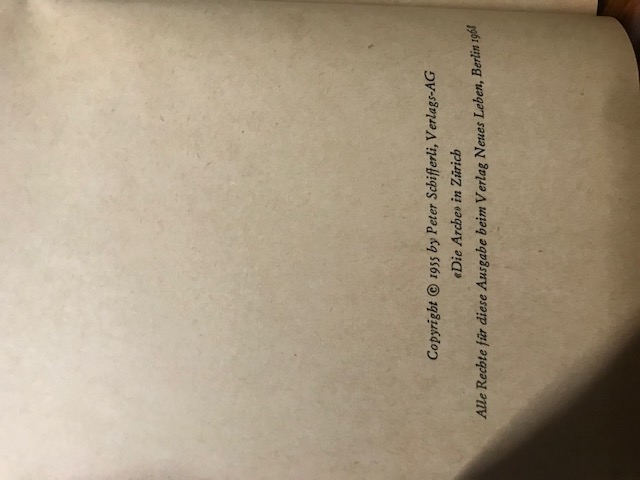 Copyright © 1955 by Peter Schifferli, Verlags-AG
«Die Arche» in Zürich
Alle Rechte für diese Ausgabe beim Verlag Neues Leben, Berlin 1968